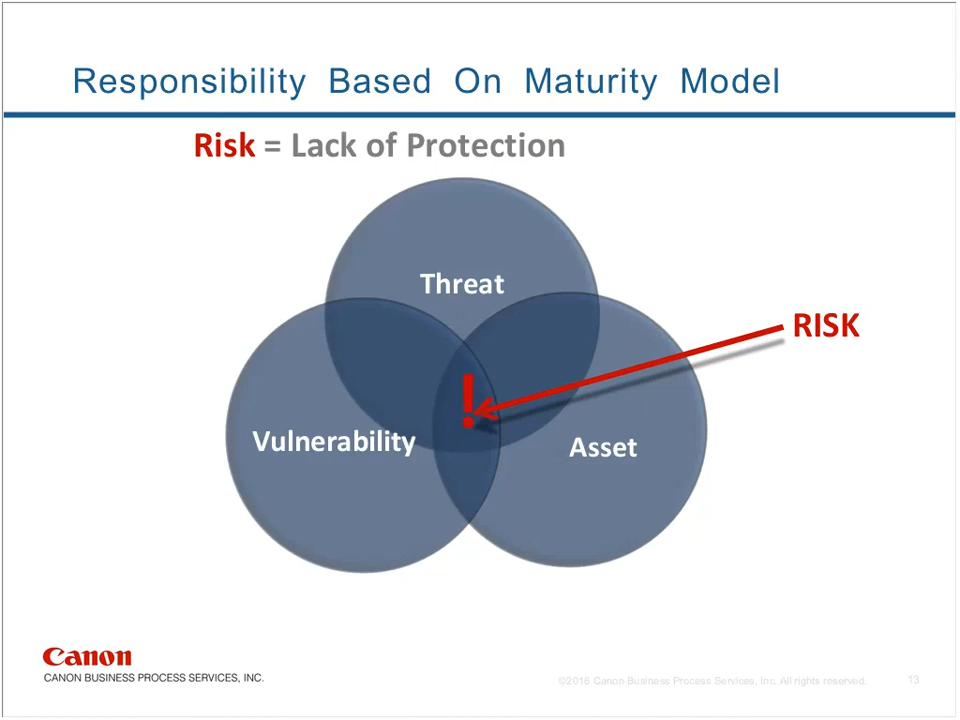 Responsibility Based On Maturity Model
Risk = Lack of Protection
Threat
RISK
!
Vulnerability
Asset
Canon
CANON BUSINESS PROCESS SERVICES, INC.
©2016 Canon Business Process Services, Inc. All rights reserved. 13